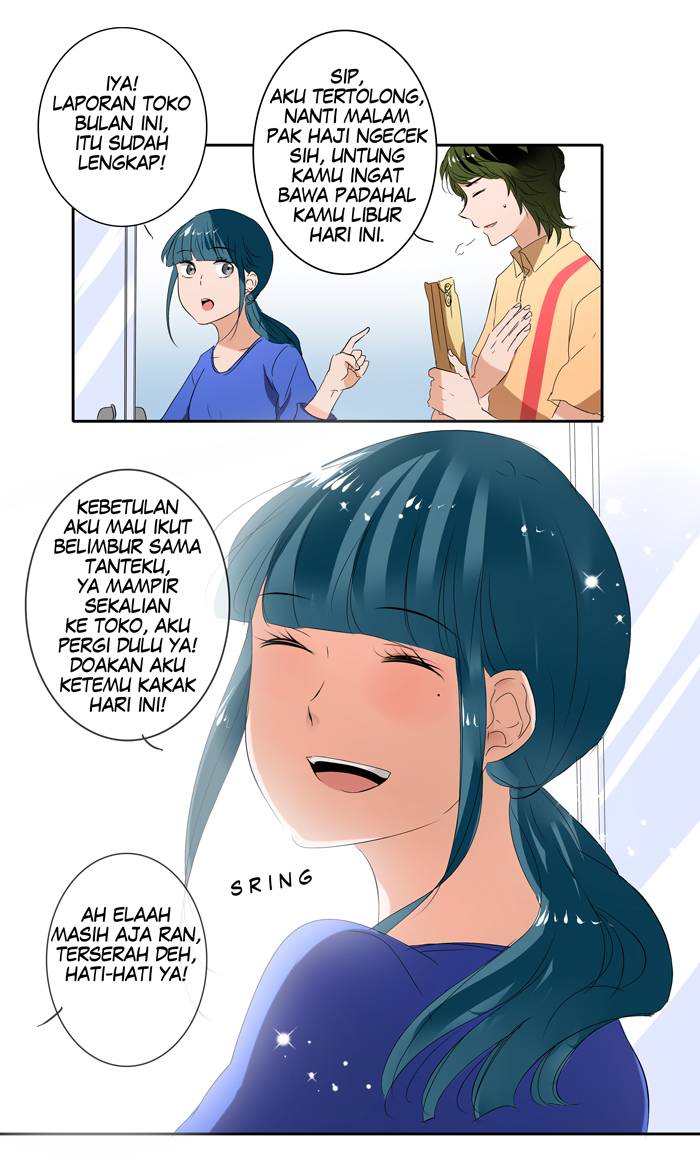 IYA!
LAPORAN TOKO
BULAN INI,
ITU SUDAH
LENGKAP!
SIP,
AKU TERTOLONG,
NANTI MALAM
PAK HAJI NGECEK
SIH, UNTUNG
KAMU INGAT
BAWA PADAHAL
KAMU LIBUR
HARI INI.
KEBETULAN
AKU MAU IKUT
BELIMBUR SAMA
TANTEKU,
YA MAMPIR
SEKALIAN
KE TOKO, AKU
PERGI DULU YA!
DOAKAN AKU
KETEMU KAKAK
HARI INI!
SRING
AH ELAAH
MASIH AJA RAN,
TERSERAH DEH,
HATI-HATI YA!